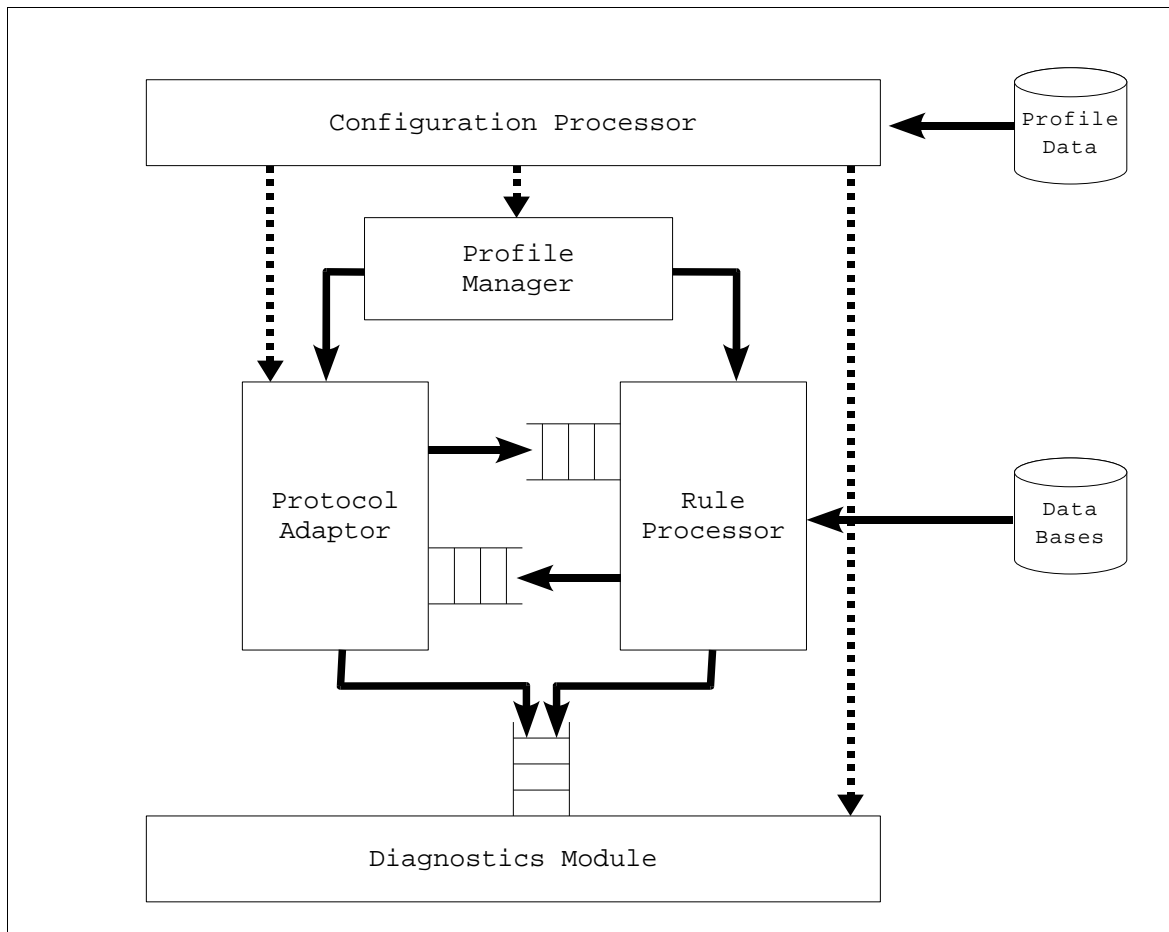 Configuration Processor
Profile
Data
Profile
Manager
Protocol
Adaptor
Rule
Processor
Data
Bases
Diagnostics Module